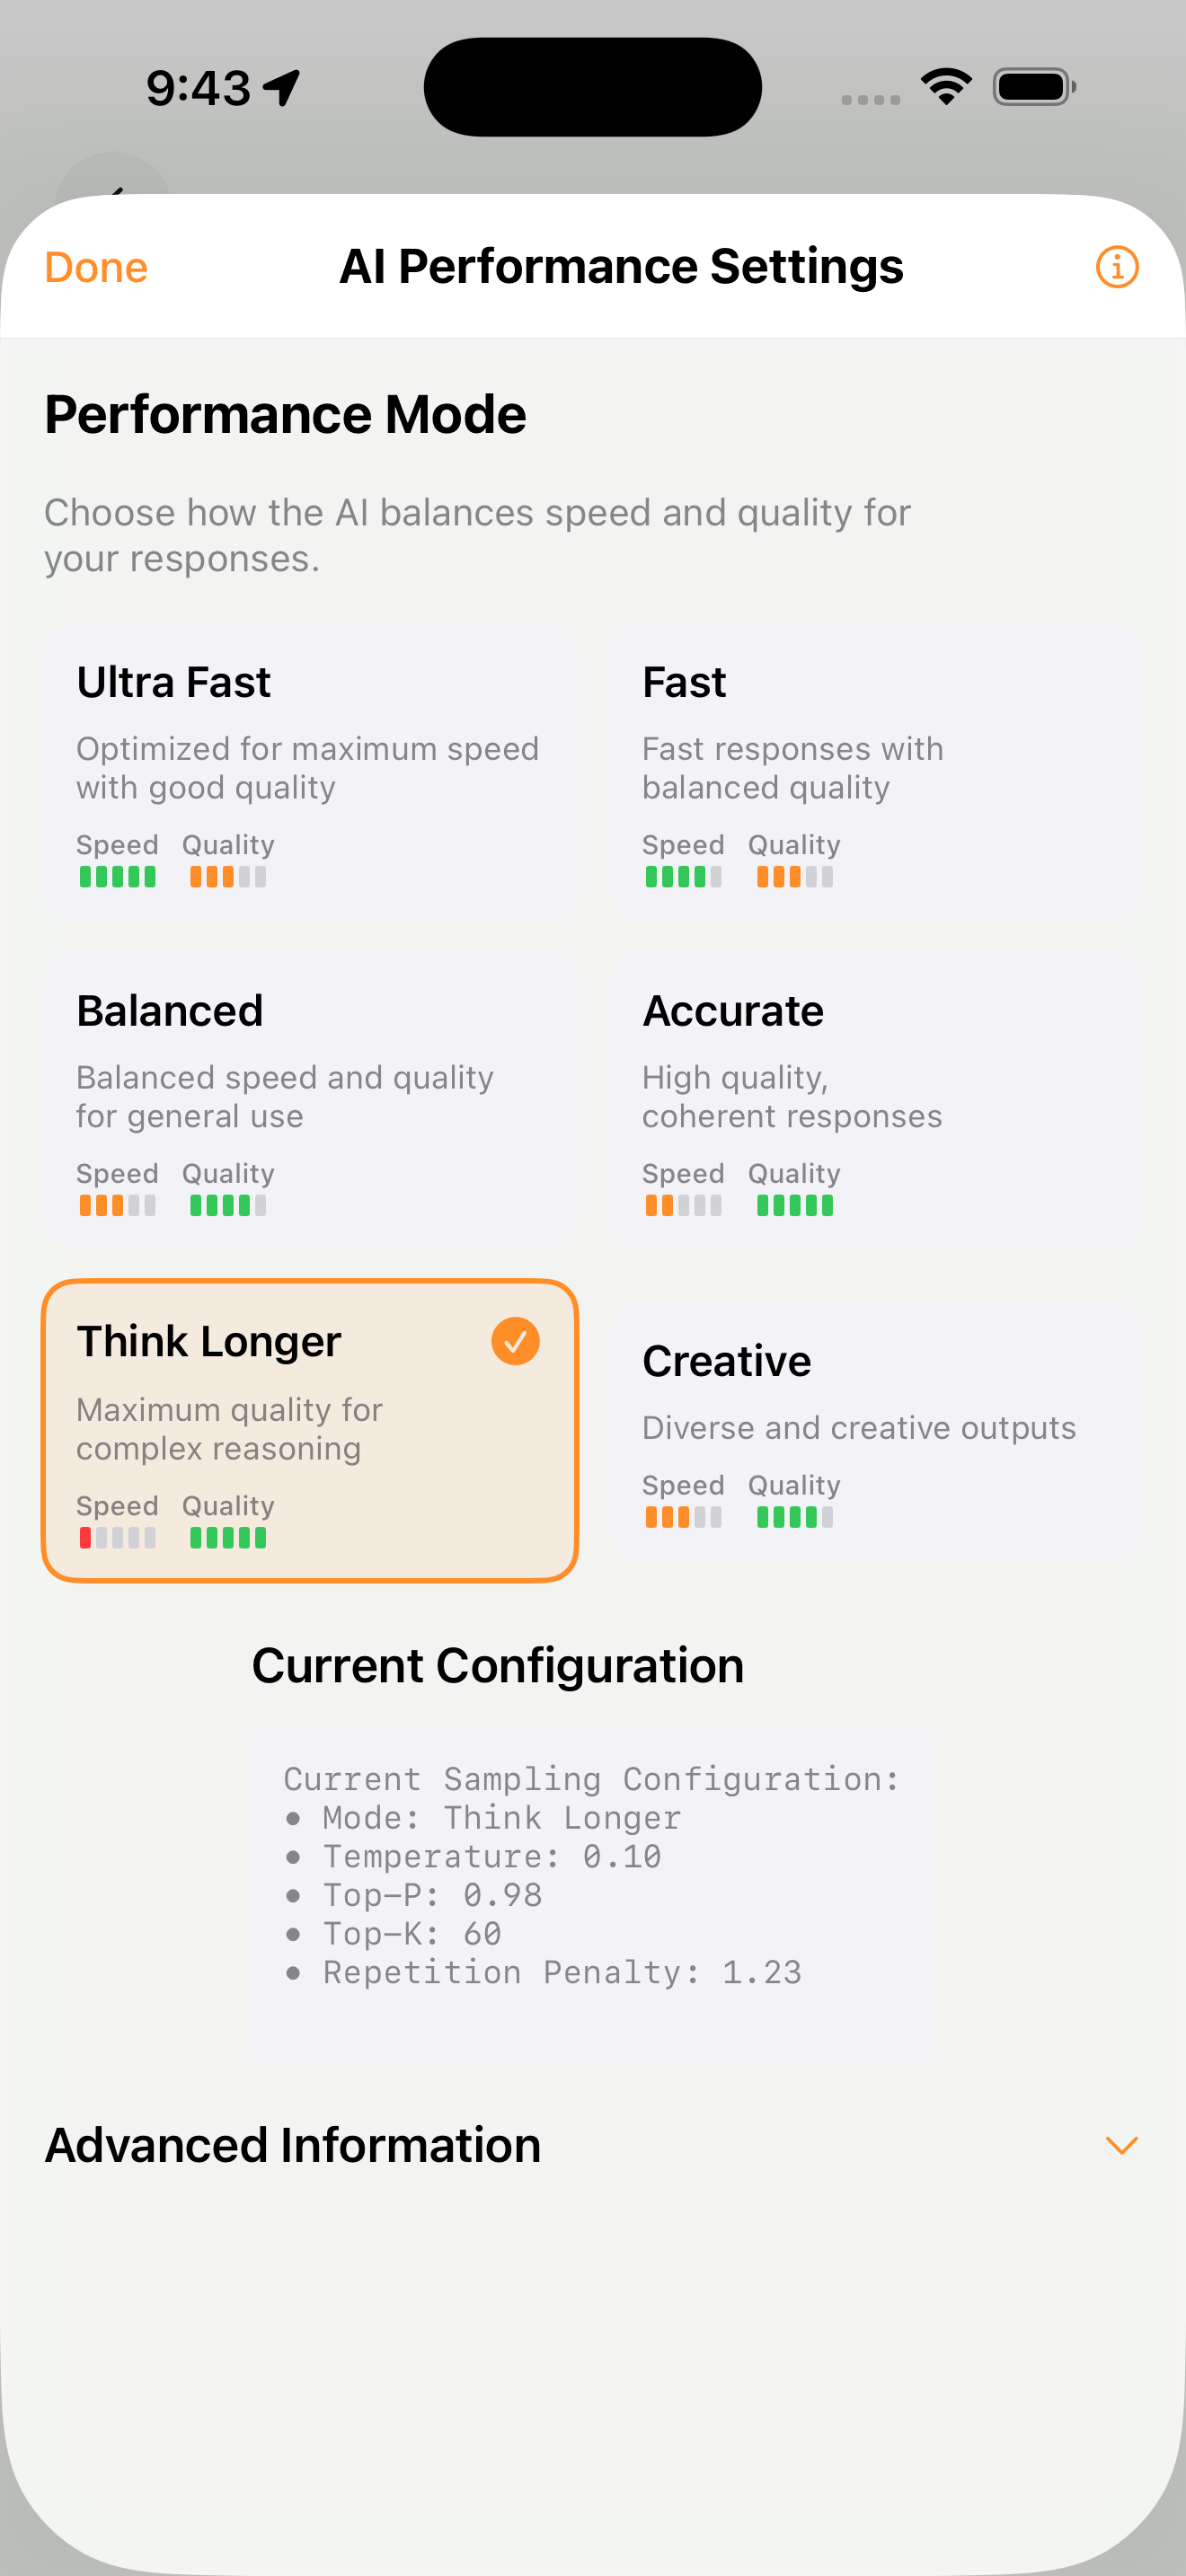 9:43
Done
AI Performance Settings
Performance Mode
Choose how the AI balances speed and quality for
your responses.
Ultra Fast
Optimized for maximum speed
with good quality
Speed Quality
Fast
Fast responses with
balanced quality
Speed Quality
Balanced
Balanced speed and quality
for general use
Speed Quality
Accurate
High quality,
coherent responses
Speed Quality
Think Longer
Maximum quality for
complex reasoning
Speed Quality
Creative
Diverse and creative outputs
Speed Quality
Current Configuration
Current Sampling Configuration:
• Mode: Think Longer
• Temperature: 0.10
• Top-P: 0.98
• Top-K: 60
• Repetition Penalty: 1.23
Advanced Information